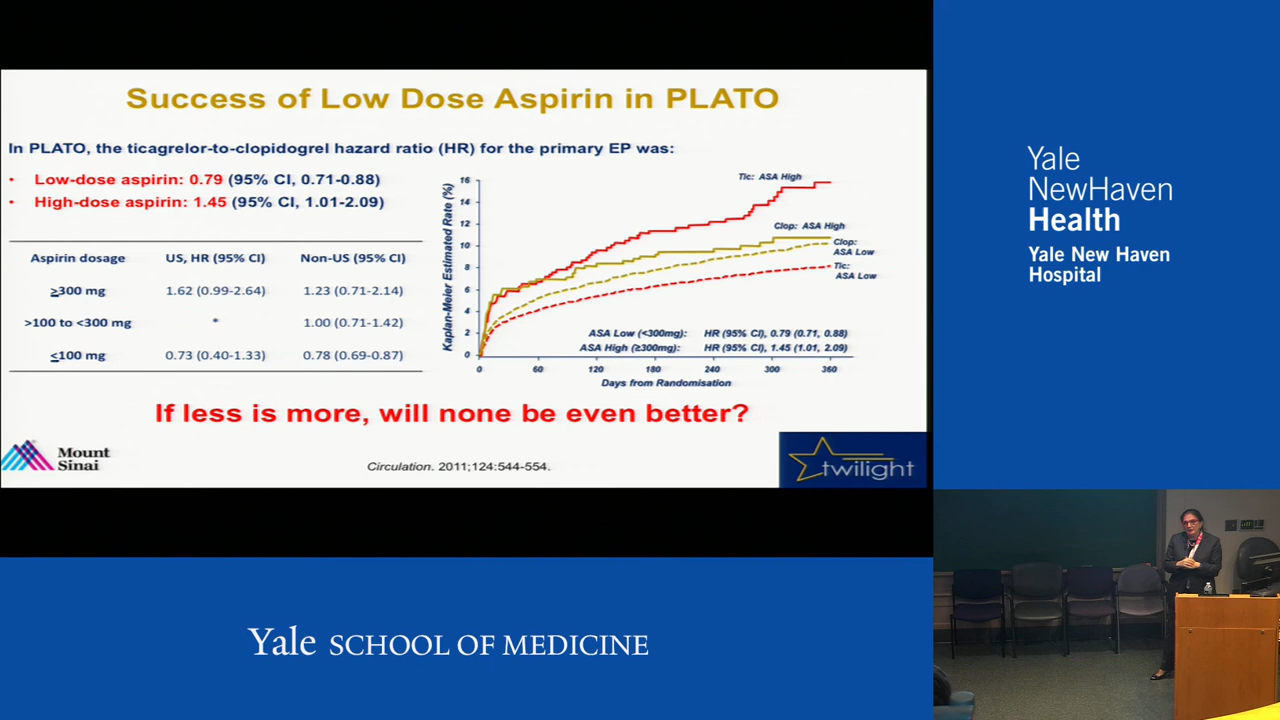 Success of Low Dose Aspirin in PLATO
In PLATO, the ticagrelor-to-clopidogrel hazard ratio (HR) for the primary EP was:
• Low-dose aspirin: 0.79 (95% CI, 0.71-0.88)
• High-dose aspirin: 1.45 (95% CI, 1.01-2.09)
Aspirin dosage US, HR (95% CI) Non-US (95% CI)
≥300 mg 1.62 (0.99-2.64) 1.23 (0.71-2.14)
>100 to <300 mg * 1.00 (0.71-1.42)
≤100 mg 0.73 (0.40-1.33) 0.78 (0.69-0.87)
Kaplan-Meier Estimated Rate (%)
16
14
12
10
8
6
4
2
0
Tic: ASA High
Clop: ASA High
Clop:
ASA Low
Tic:
ASA Low
ASA Low (<300mg): HR (95% CI), 0.79 (0.71, 0.88)
ASA High (≥300mg): HR (95% CI), 1.45 (1.01, 2.09)
0 60 120 180 240 300 360
Days from Randomisation
If less is more, will none be even better?
Mount
Sinai
Circulation. 2011;124:544-554.
twilight
Yale
NewHaven
Health
Yale New Haven
Hospital
Yale SCHOOL OF MEDICINE